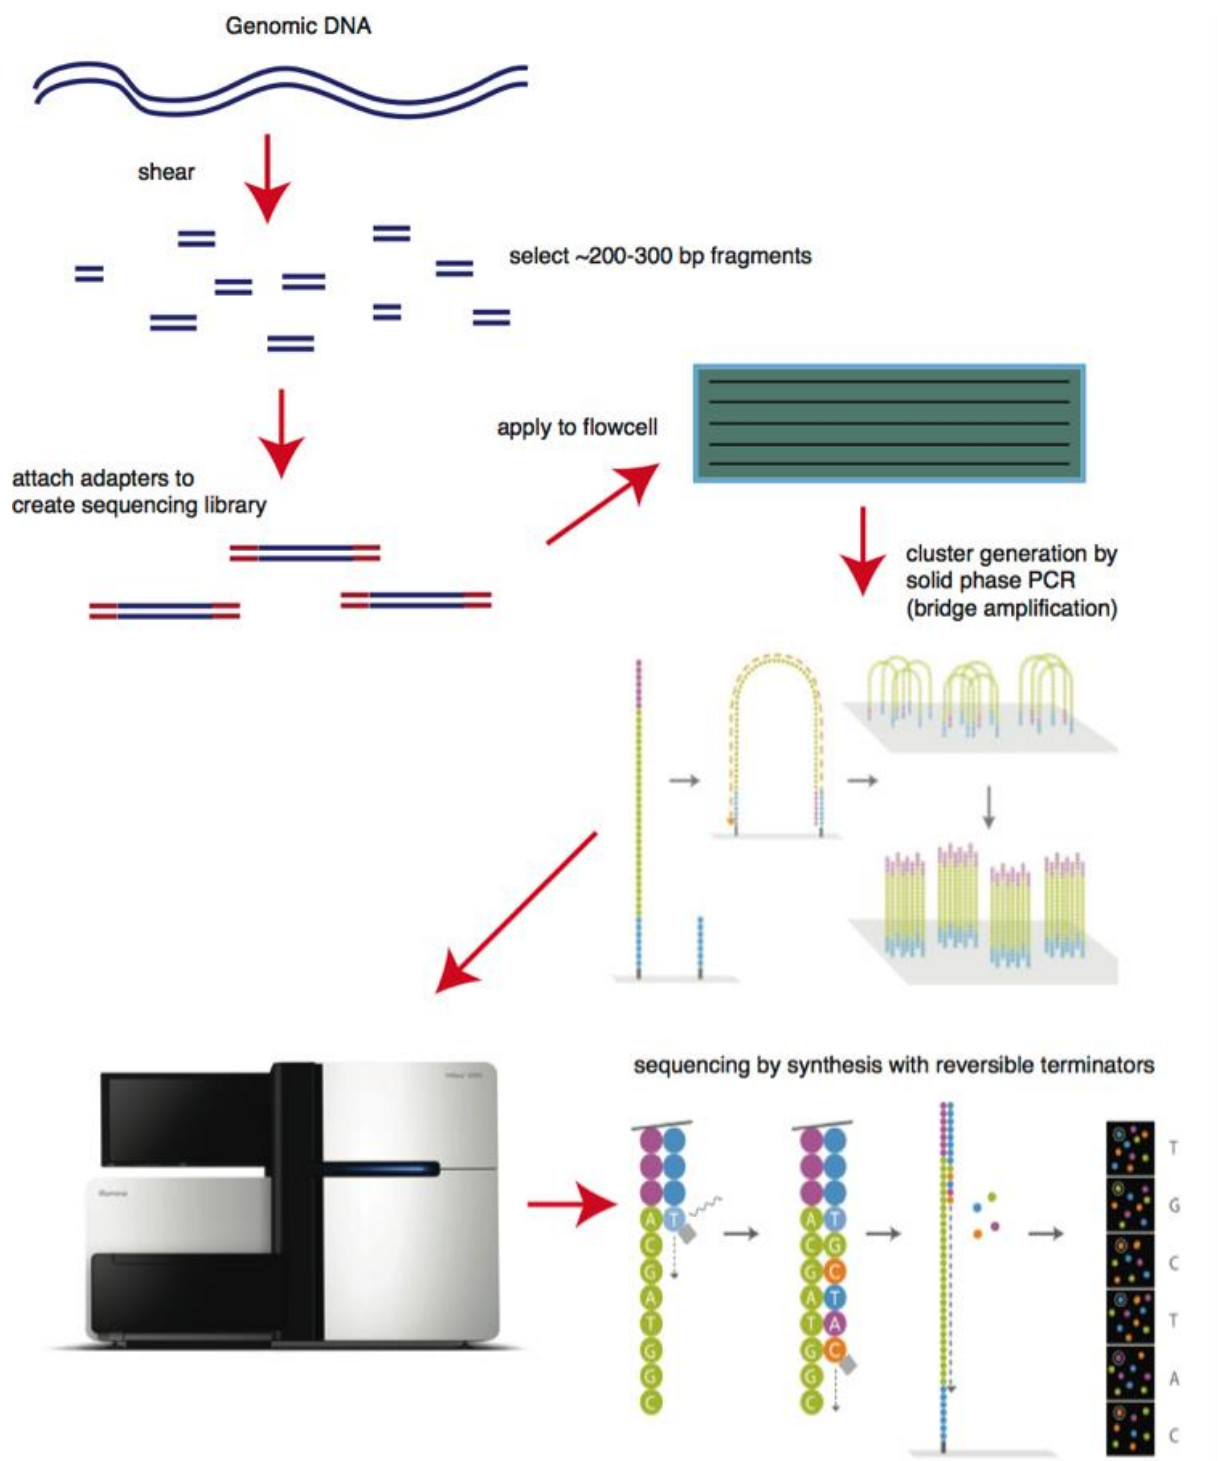 Genomic DNA
shear
select ~200-300 bp fragments
apply to flowcell
attach adapters to
create sequencing library
cluster generation by
solid phase PCR
(bridge amplification)
sequencing by synthesis with reversible terminators
illumina
A T
C
G
A
T
G
G
C
A T
C G
G C
A T
T A
G C
G
C
T
G
C
T
A
C